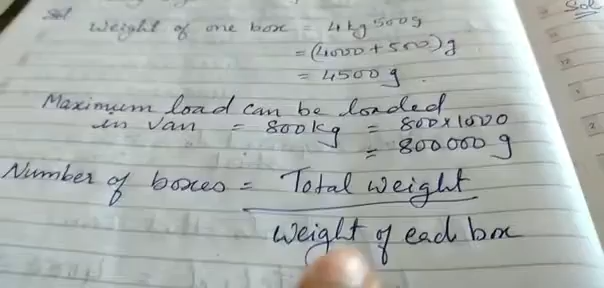 Sol Weight of one box = 4kg 500g
= (4000+500)g
= 4500 g.
Maximum load can be loaded
in van = 800kg = 800×1000
= 800000 g
Number of boxes = Total weight
Weight of each box
Sol